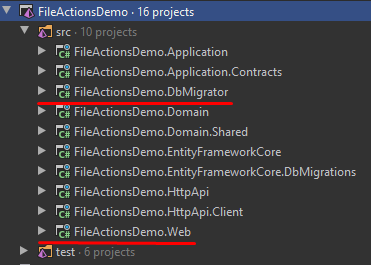 FileActionsDemo · 16 projects
src · 10 projects
FileActionsDemo.Application
FileActionsDemo.Application.Contracts
FileActionsDemo.DbMigrator
FileActionsDemo.Domain
FileActionsDemo.Domain.Shared
FileActionsDemo.EntityFrameworkCore
FileActionsDemo.EntityFrameworkCore.DbMigrations
FileActionsDemo.HttpApi
FileActionsDemo.HttpApi.Client
FileActionsDemo.Web
test · 6 projects